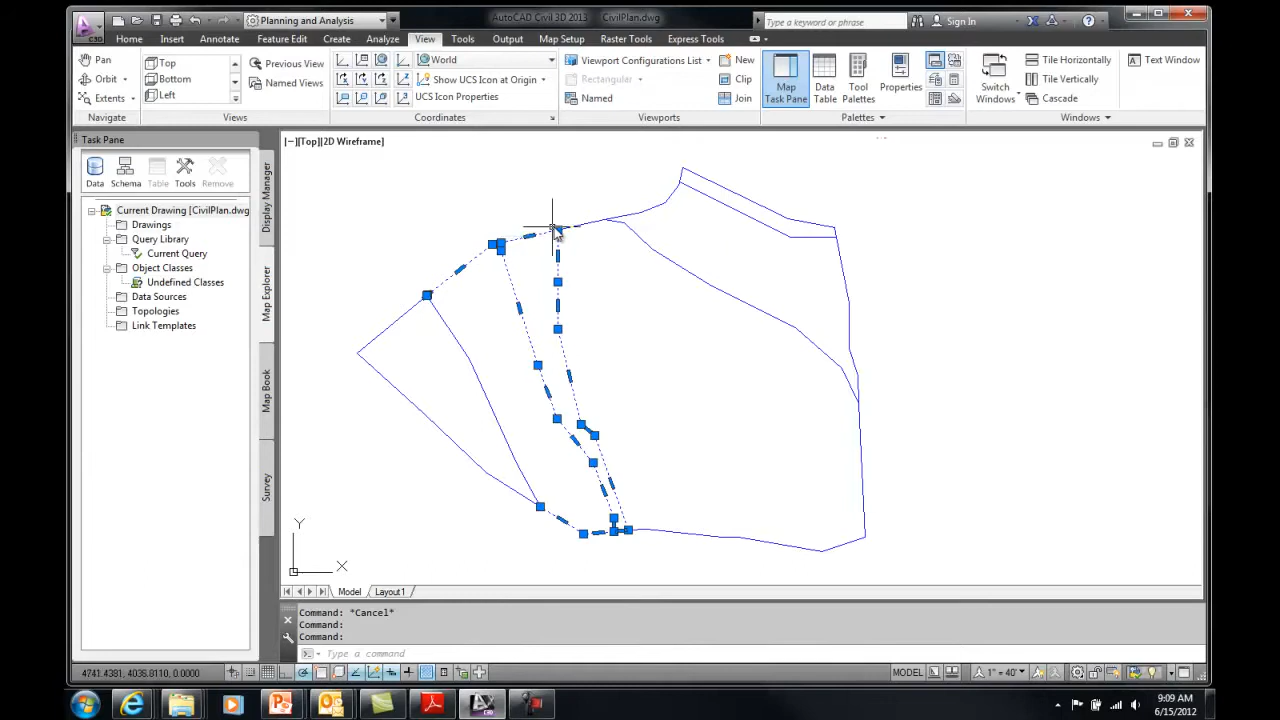 C3D
Planning and Analysis
AutoCAD Civil 3D 2013 CivilPlan.dwg
Type a keyword or phrase
Sign In
Home Insert Annotate Feature Edit Create Analyze View Tools Output Map Setup Raster Tools Express Tools
Pan
Orbit
Extents
Navigate
Top
Bottom
Left
Previous View
Named Views
Views
World
Show UCS Icon at Origin
UCS Icon Properties
Coordinates
Viewport Configurations List
Rectangular
Named
New
Clip
Join
Viewports
Map
Task Pane
Data
Table
Tool
Palettes
Properties
Palettes
Switch
Windows
Tile Horizontally
Tile Vertically
Cascade
Text Window
Windows
Task Pane
Data Schema Table Tools Remove
Current Drawing [CivilPlan.dwg
Drawings
Query Library
Current Query
Object Classes
Undefined Classes
Data Sources
Topologies
Link Templates
Display Manager
Map Explorer
Map Book
Survey
[−][Top][2D Wireframe]
Y
X
Model Layout1
Command: *Cancel*
Command:
Command:
Type a command
4741.4381, 4036.8110, 0.0000
MODEL
1" = 40'
9:09 AM
6/15/2012